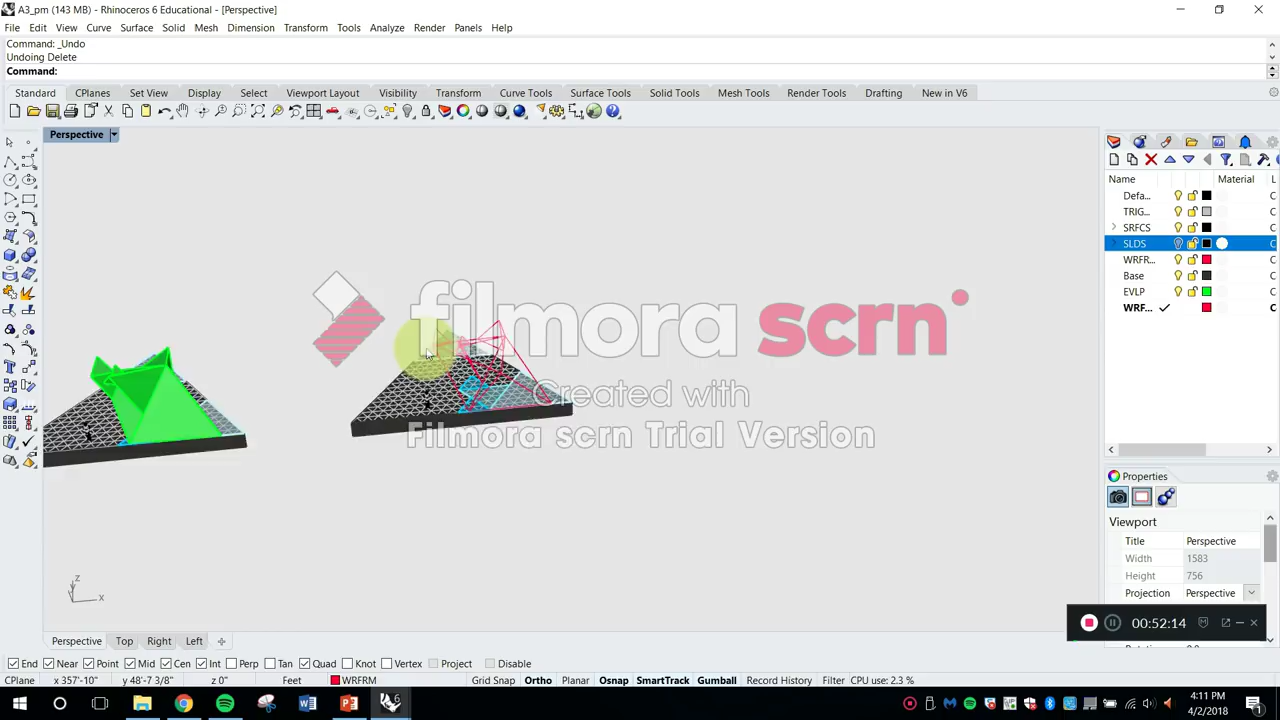 A3_pm (143 MB) - Rhinoceros 6 Educational - [Perspective]
File Edit View Curve Surface Solid Mesh Dimension Transform Tools Analyze Render Panels Help
Command: _Undo
Undoing Delete
Command:
Standard CPlanes Set View Display Select Viewport Layout Visibility Transform Curve Tools Surface Tools Solid Tools Mesh Tools Render Tools Drafting New in V6
Perspective
Name Material L
Defa... C
TRIG... C
SRFCS C
SLDS C
WRFR... C
Base C
EVLP C
WRF... C
filmora scrn
Created with
Filmora scrn Trial Version
Properties
Viewport
Title Perspective
Width 1583
Height 756
Projection Perspective
00:52:14
z
x
Perspective Top Right Left
End Near Point Mid Cen Int Perp Tan Quad Knot Vertex Project Disable
CPlane x 357'-10" y 48'-7 3/8" z 0" Feet WRFRM Grid Snap Ortho Planar Osnap SmartTrack Gumball Record History Filter CPU use: 2.3 %
4:11 PM
4/2/2018